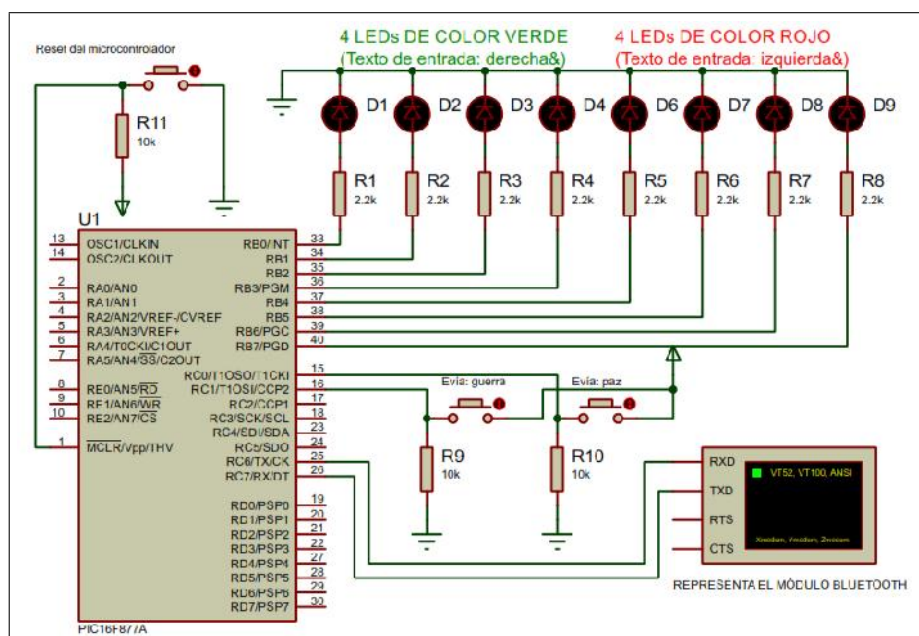 Reset del microcontrolador
4 LEDs DE COLOR VERDE
(Texto de entrada: derecha&)
4 LEDs DE COLOR ROJO
(Texto de entrada: izquierda&)
D1
D2
D3
D4
D6
D7
D8
D9
R11
10k
R1
2.2k
R2
2.2k
R3
2.2k
R4
2.2k
R5
2.2k
R6
2.2k
R7
2.2k
R8
2.2k
U1
13 OSC1/CLKIN
14 OSC2/CLKOUT
2 RA0/AN0
3 RA1/AN1
4 RA2/AN2/VREF-/CVREF
5 RA3/AN3/VREF+
6 RA4/T0CKI/C1OUT
7 RA5/AN4/SS/C2OUT
8 RE0/AN5/RD
9 RE1/AN6/WR
10 RE2/AN7/CS
1 MCLR/Vpp/THV
RB0/INT 33
RB1 34
RB2 35
RB3/PGM 36
RB4 37
RB5 38
RB6/PGC 39
RB7/PGD 40
RC0/T1OSO/T1CKI 15
RC1/T1OSI/CCP2 16
RC2/CCP1 17
RC3/SCK/SCL 18
RC4/SDI/SDA 23
RC5/SDO 24
RC6/TX/CK 25
RC7/RX/DT 26
RD0/PSP0 19
RD1/PSP1 20
RD2/PSP2 21
RD3/PSP3 22
RD4/PSP4 27
RD5/PSP5 28
RD6/PSP6 29
RD7/PSP7 30
PIC16F877A
Evia: guerra
Evia: paz
R9
10k
R10
10k
RXD
TXD
RTS
CTS
VT52, VT100, ANSI
Xmodem, Ymodem, Zmodem
REPRESENTA EL MÓDULO BLUETOOTH